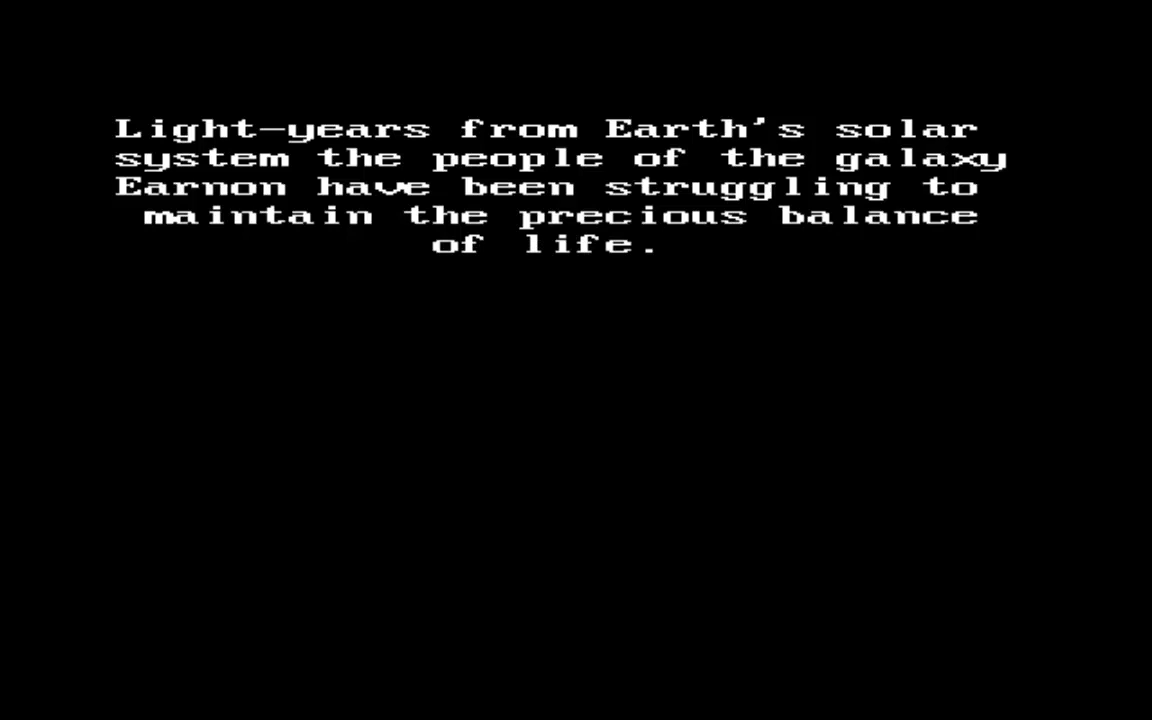 Light-years from Earth's solar
system the people of the galaxy
Earnon have been struggling to
maintain the precious balance
of life.